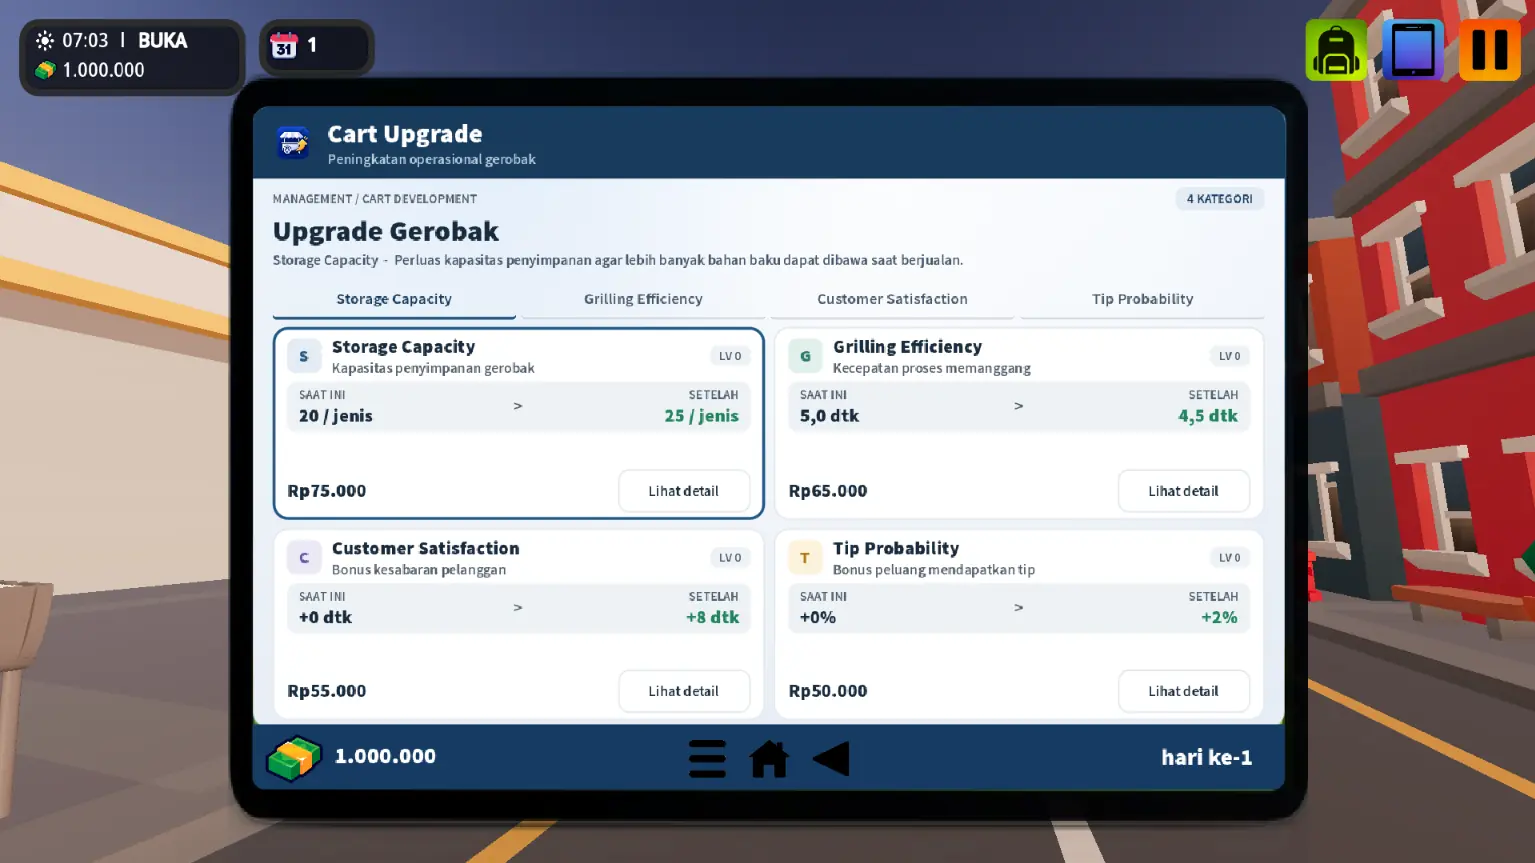 07:03 | BUKA
1.000.000
31
1
Cart Upgrade
Peningkatan operasional gerobak
MANAGEMENT / CART DEVELOPMENT
4 KATEGORI
Upgrade Gerobak
Storage Capacity - Perluas kapasitas penyimpanan agar lebih banyak bahan baku dapat dibawa saat berjualan.
Storage Capacity
Grilling Efficiency
Customer Satisfaction
Tip Probability
S
Storage Capacity
Kapasitas penyimpanan gerobak
LV 0
SAAT INI
20 / jenis
>
SETELAH
25 / jenis
Rp75.000
Lihat detail
G
Grilling Efficiency
Kecepatan proses memanggang
LV 0
SAAT INI
5,0 dtk
>
SETELAH
4,5 dtk
Rp65.000
Lihat detail
C
Customer Satisfaction
Bonus kesabaran pelanggan
LV 0
SAAT INI
+0 dtk
>
SETELAH
+8 dtk
Rp55.000
Lihat detail
T
Tip Probability
Bonus peluang mendapatkan tip
LV 0
SAAT INI
+0%
>
SETELAH
+2%
Rp50.000
Lihat detail
1.000.000
hari ke-1